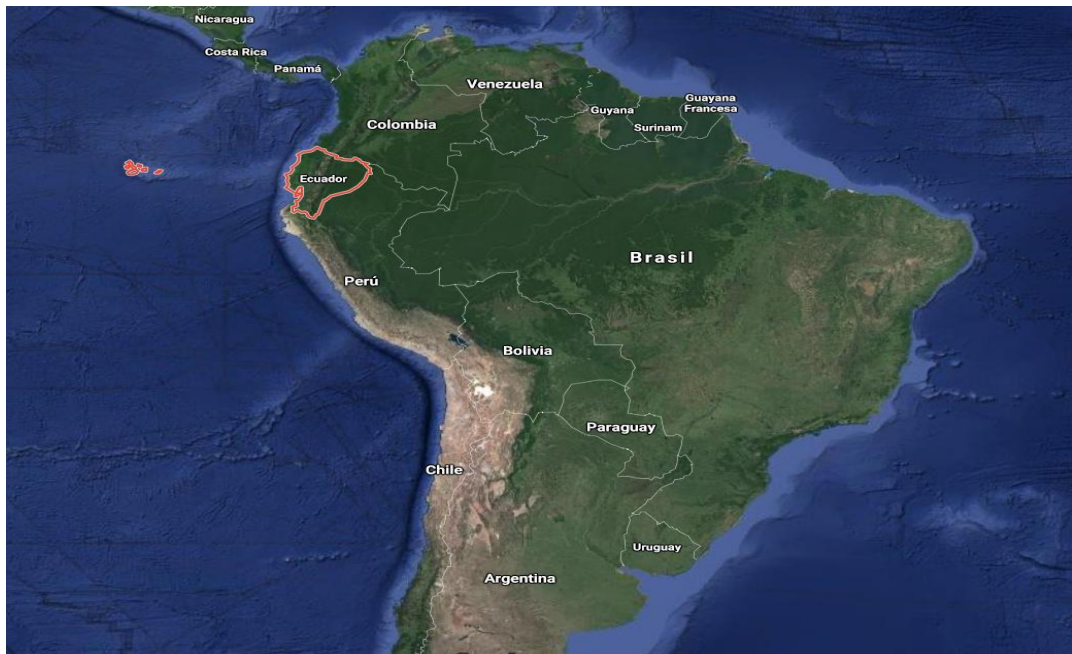 Nicaragua
Costa Rica
Panamá
Venezuela
Guyana
Guayana
Francesa
Surinam
Colombia
Ecuador
Brasil
Perú
Bolivia
Paraguay
Chile
Uruguay
Argentina